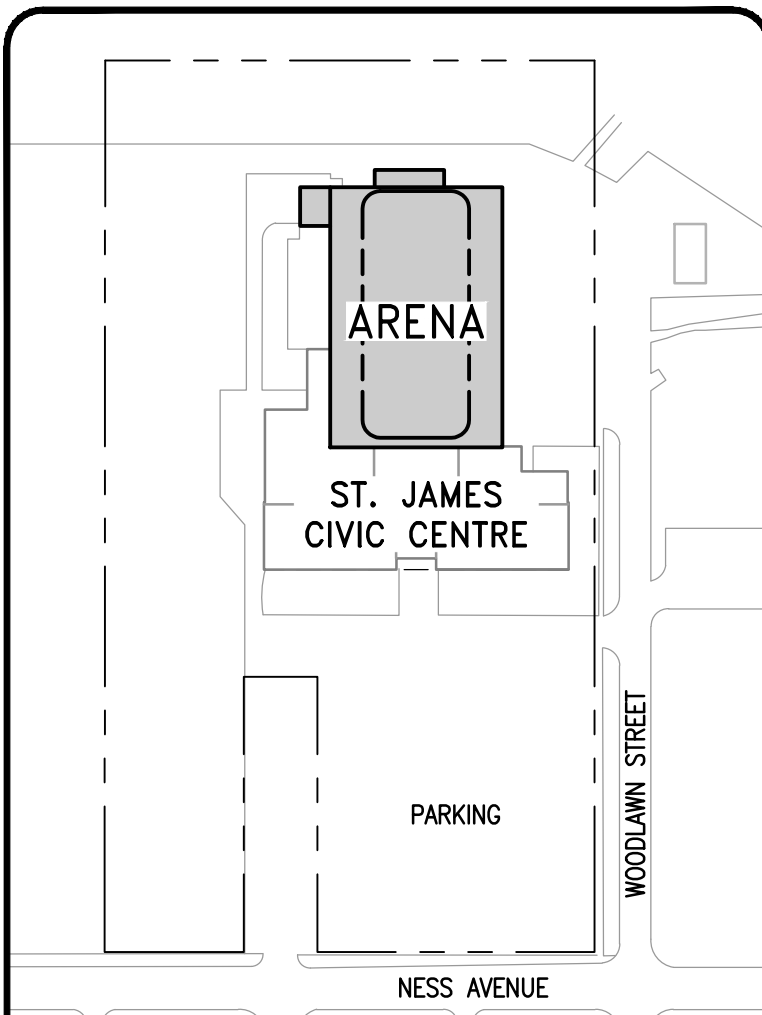 ARENA
ST. JAMES
CIVIC CENTRE
WOODLAWN STREET
PARKING
NESS AVENUE